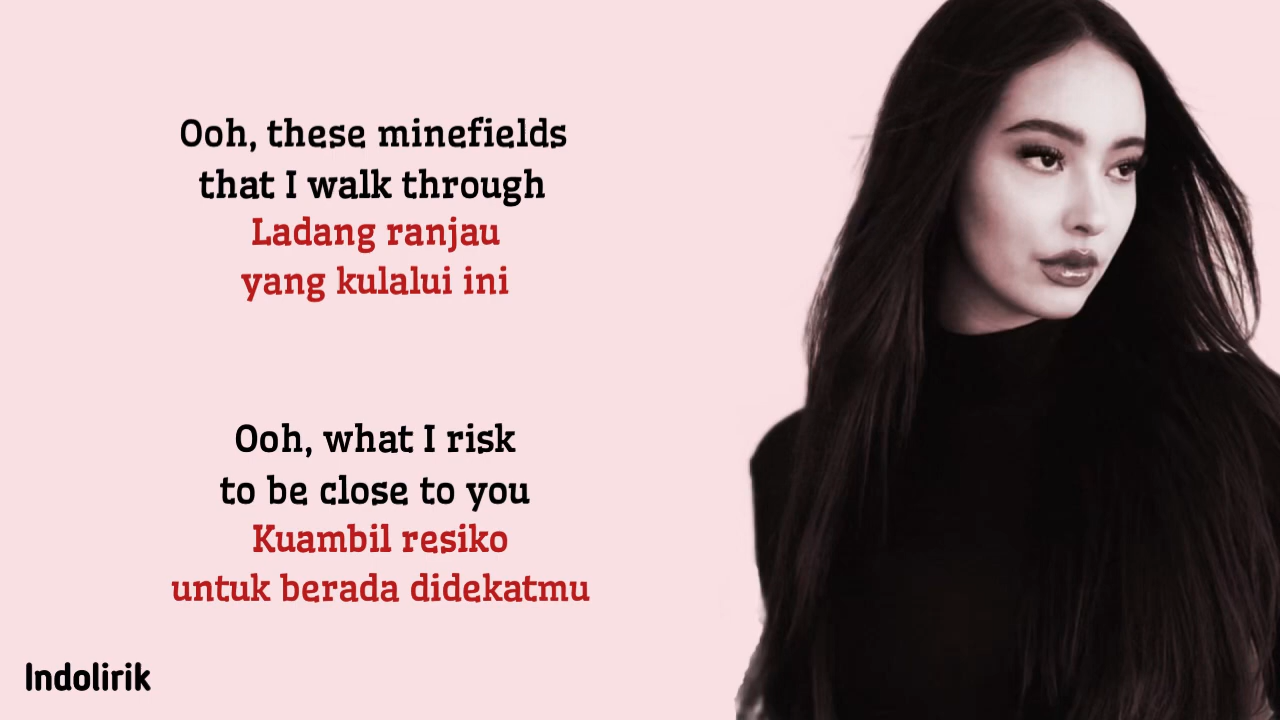 Ooh, these minefields
that I walk through
Ladang ranjau
yang kulalui ini
Ooh, what I risk
to be close to you
Kuambil resiko
untuk berada didekatmu
Indolirik